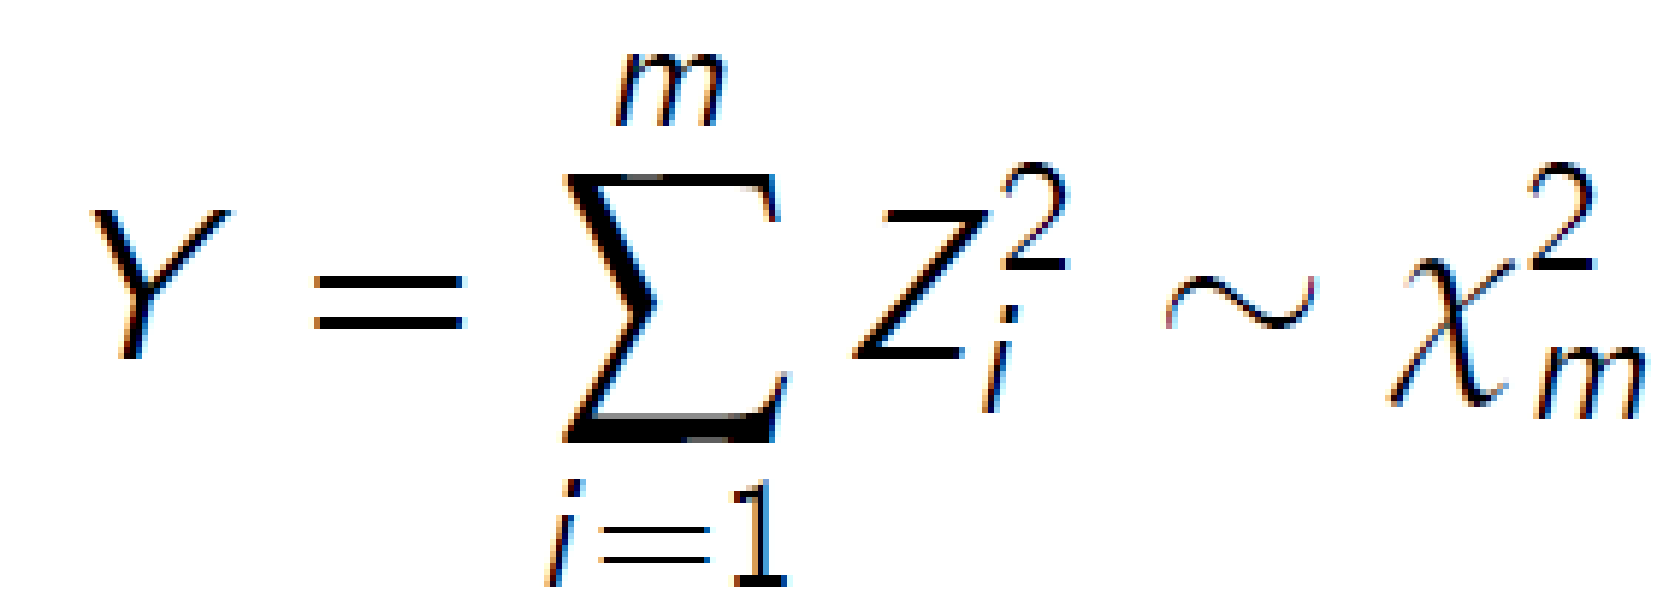 Y = \sum_{i=1}^{m} Z_i^2 \sim \chi_m^2